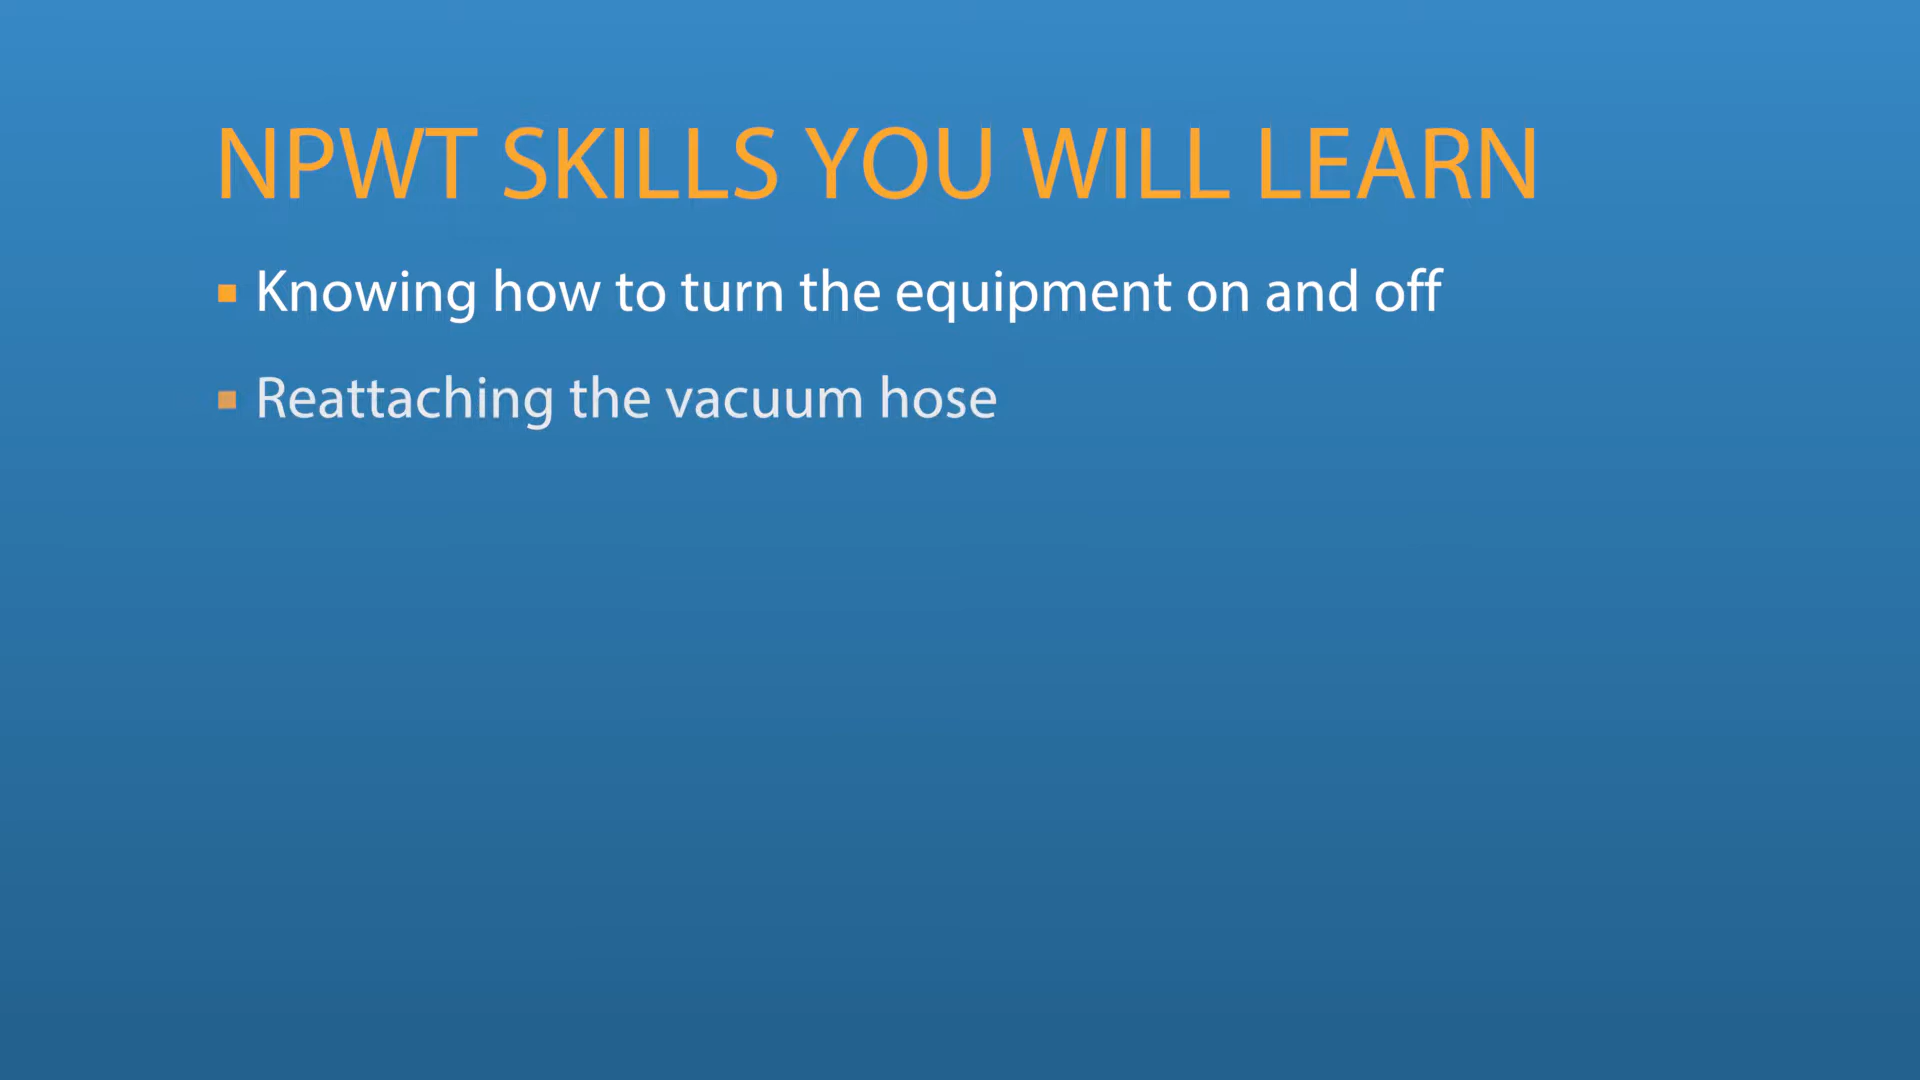 NPWT SKILLS YOU WILL LEARN
▪ Knowing how to turn the equipment on and off
▪ Reattaching the vacuum hose